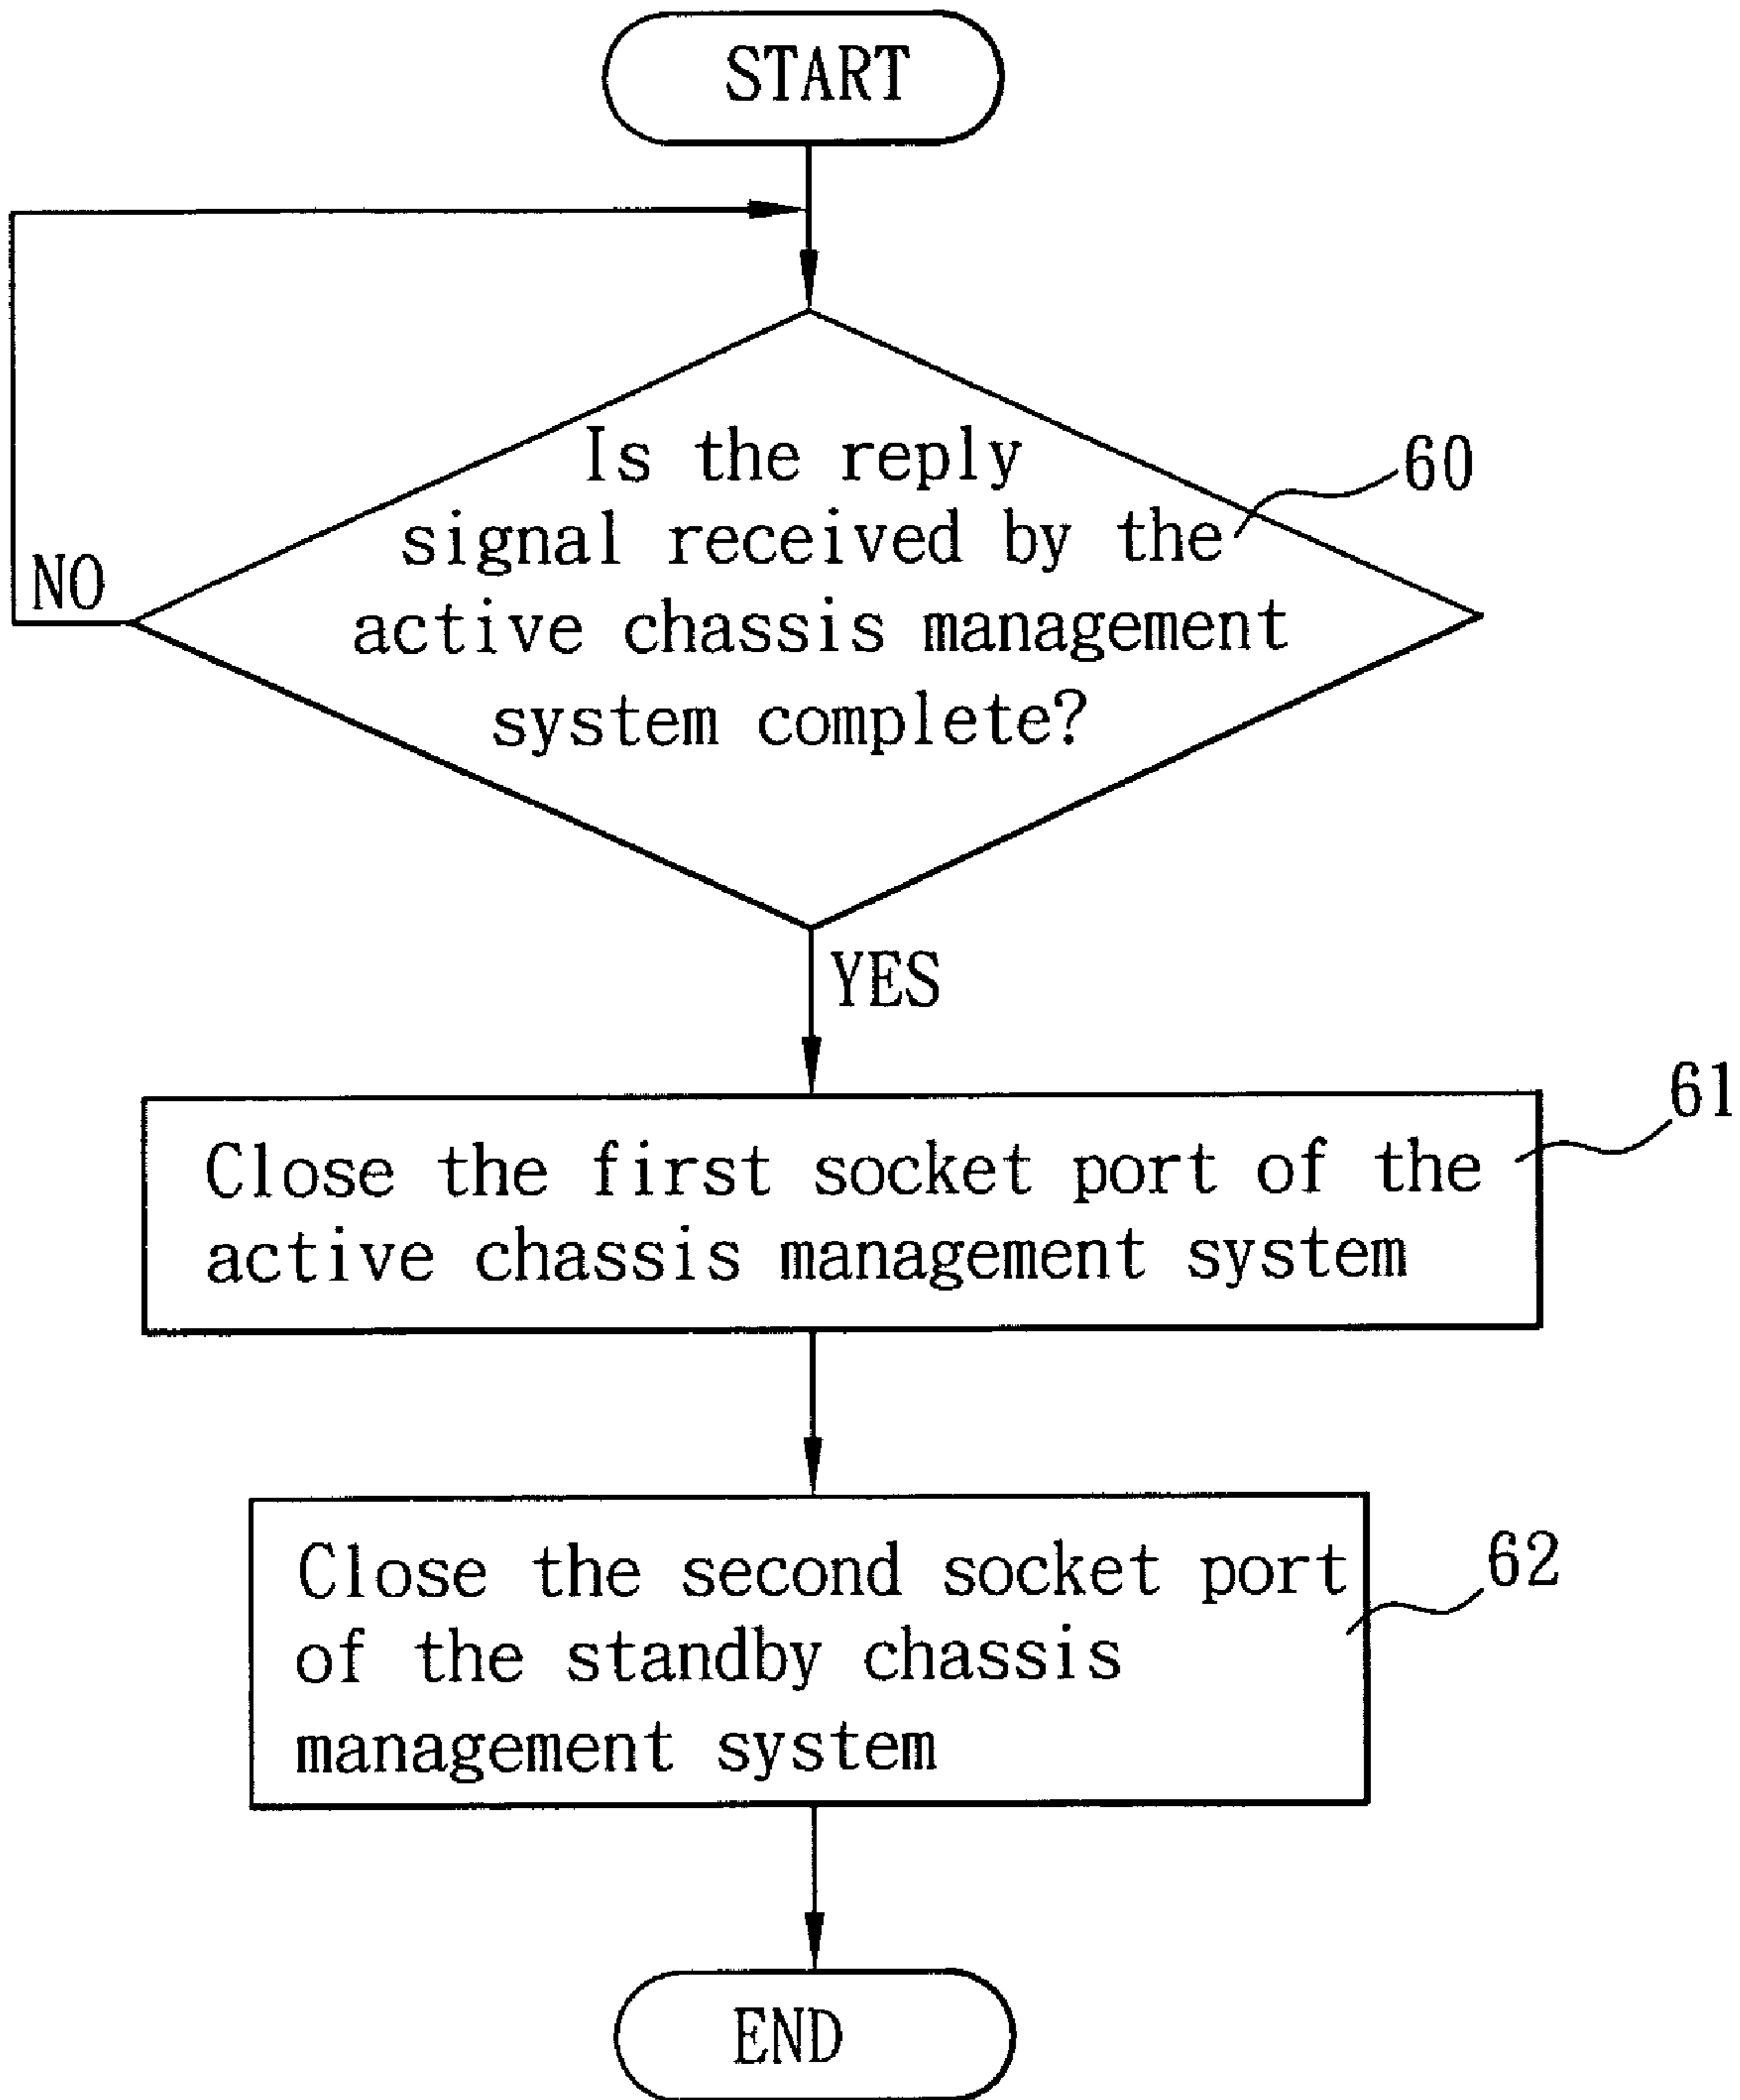 START
Is the reply
signal received by the
active chassis management
system complete?
60
NO
YES
Close the first socket port of the
active chassis management system
61
Close the second socket port
of the standby chassis
management system
62
END